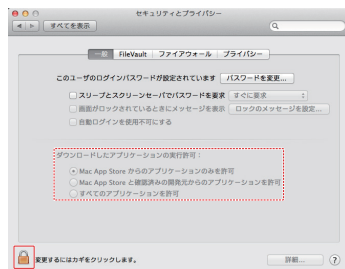 セキュリティとプライバシー
すべてを表示
一般 FileVault ファイアウォール プライバシー
このユーザのログインパスワードが設定されています パスワードを変更...
スリープとスクリーンセーバでパスワードを要求 すぐに要求
画面がロックされているときにメッセージを表示 ロックのメッセージを設定...
自動ログインを使用不可にする
ダウンロードしたアプリケーションの実行許可：
Mac App Store からのアプリケーションのみを許可
Mac App Store と確認済みの開発元からのアプリケーションを許可
すべてのアプリケーションを許可
変更するにはカギをクリックします。 詳細... ?